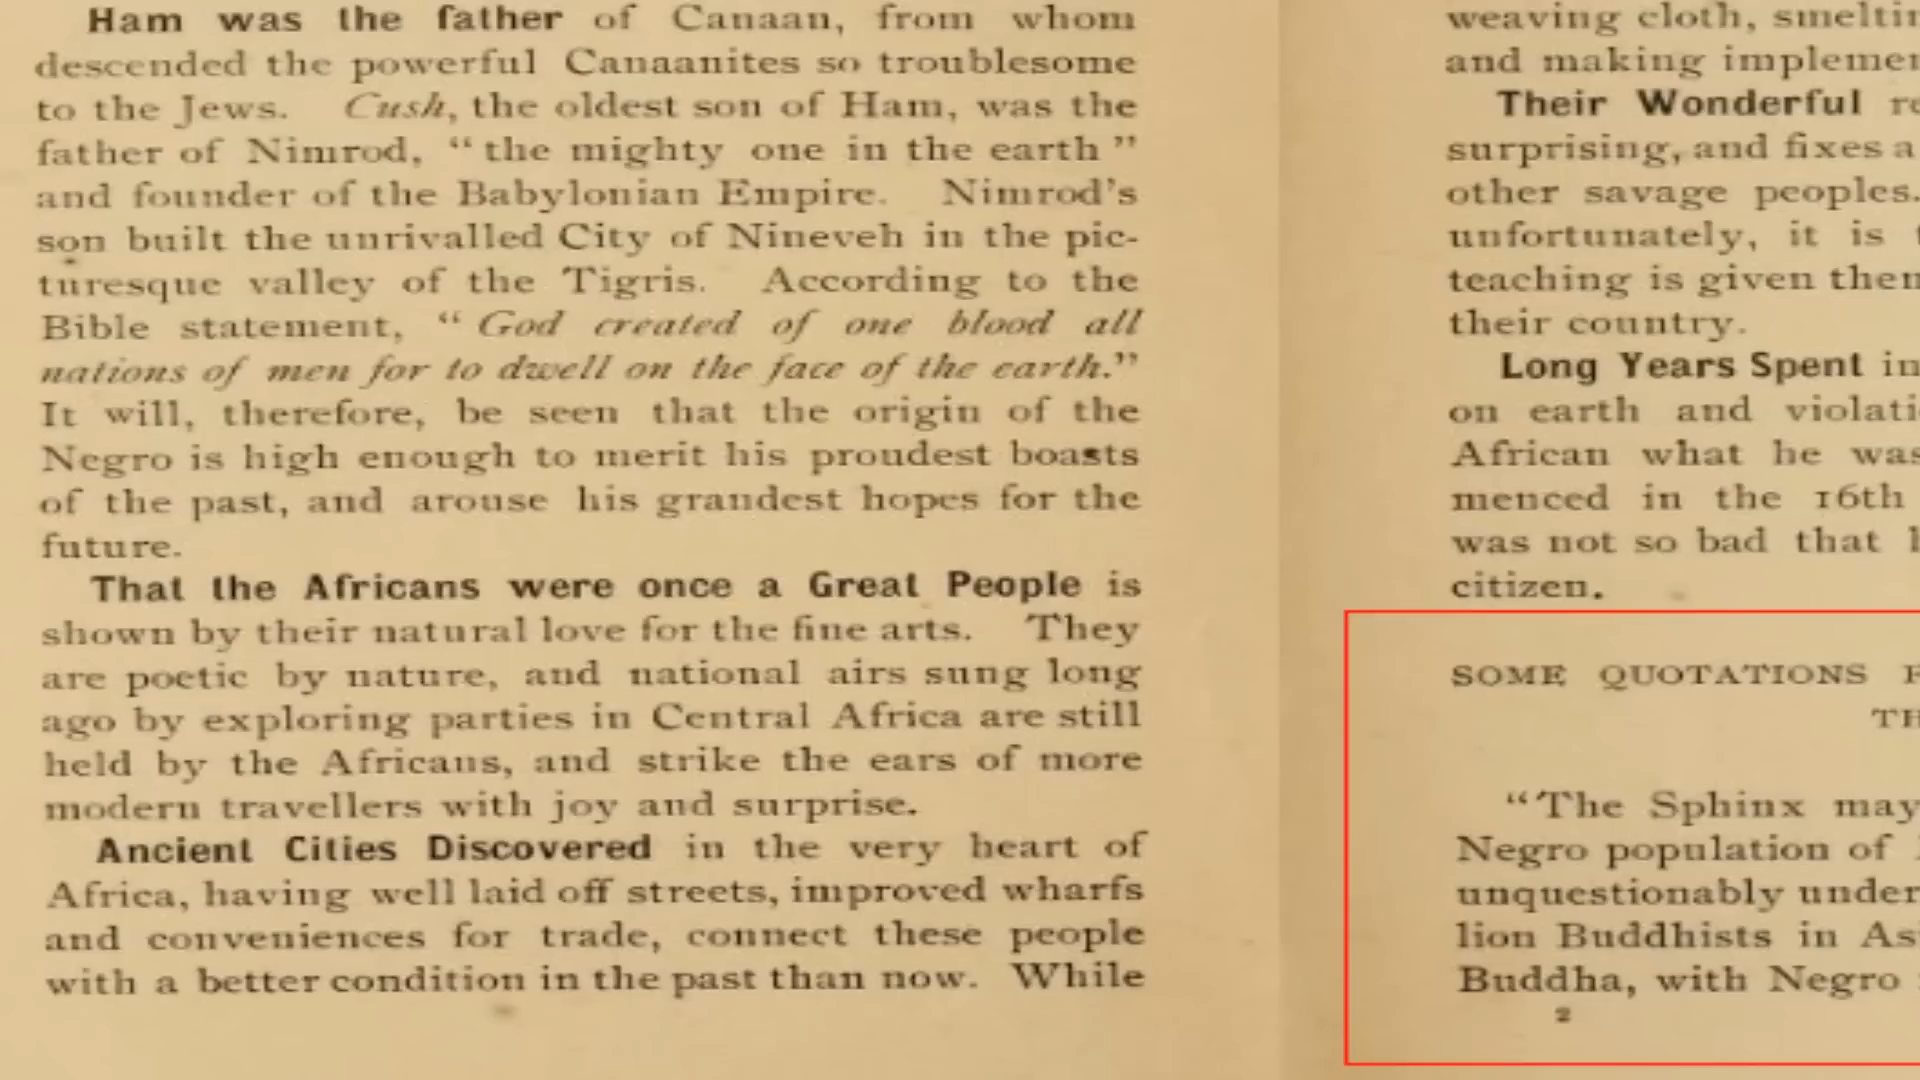 Ham was the father of Canaan, from whom
descended the powerful Canaanites so troublesome
to the Jews. Cush, the oldest son of Ham, was the
father of Nimrod, “the mighty one in the earth”
and founder of the Babylonian Empire. Nimrod’s
son built the unrivalled City of Nineveh in the pic-
turesque valley of the Tigris. According to the
Bible statement, “God created of one blood all
nations of men for to dwell on the face of the earth.”
It will, therefore, be seen that the origin of the
Negro is high enough to merit his proudest boasts
of the past, and arouse his grandest hopes for the
future.
That the Africans were once a Great People is
shown by their natural love for the fine arts. They
are poetic by nature, and national airs sung long
ago by exploring parties in Central Africa are still
held by the Africans, and strike the ears of more
modern travellers with joy and surprise.
Ancient Cities Discovered in the very heart of
Africa, having well laid off streets, improved wharfs
and conveniences for trade, connect these people
with a better condition in the past than now. While
weaving cloth,
and making
Their Wonderful
surprising, and fixes a
other savage peoples.
unfortunately, it is
teaching is given
their country.
Long Years Spent in
on earth and
African what he was
menced in the 16th
was not so bad that
citizen.
SOME QUOTATIONS
“The Sphinx may
Negro population of
unquestionably
lion Buddhists in
Buddha, with Negro
2